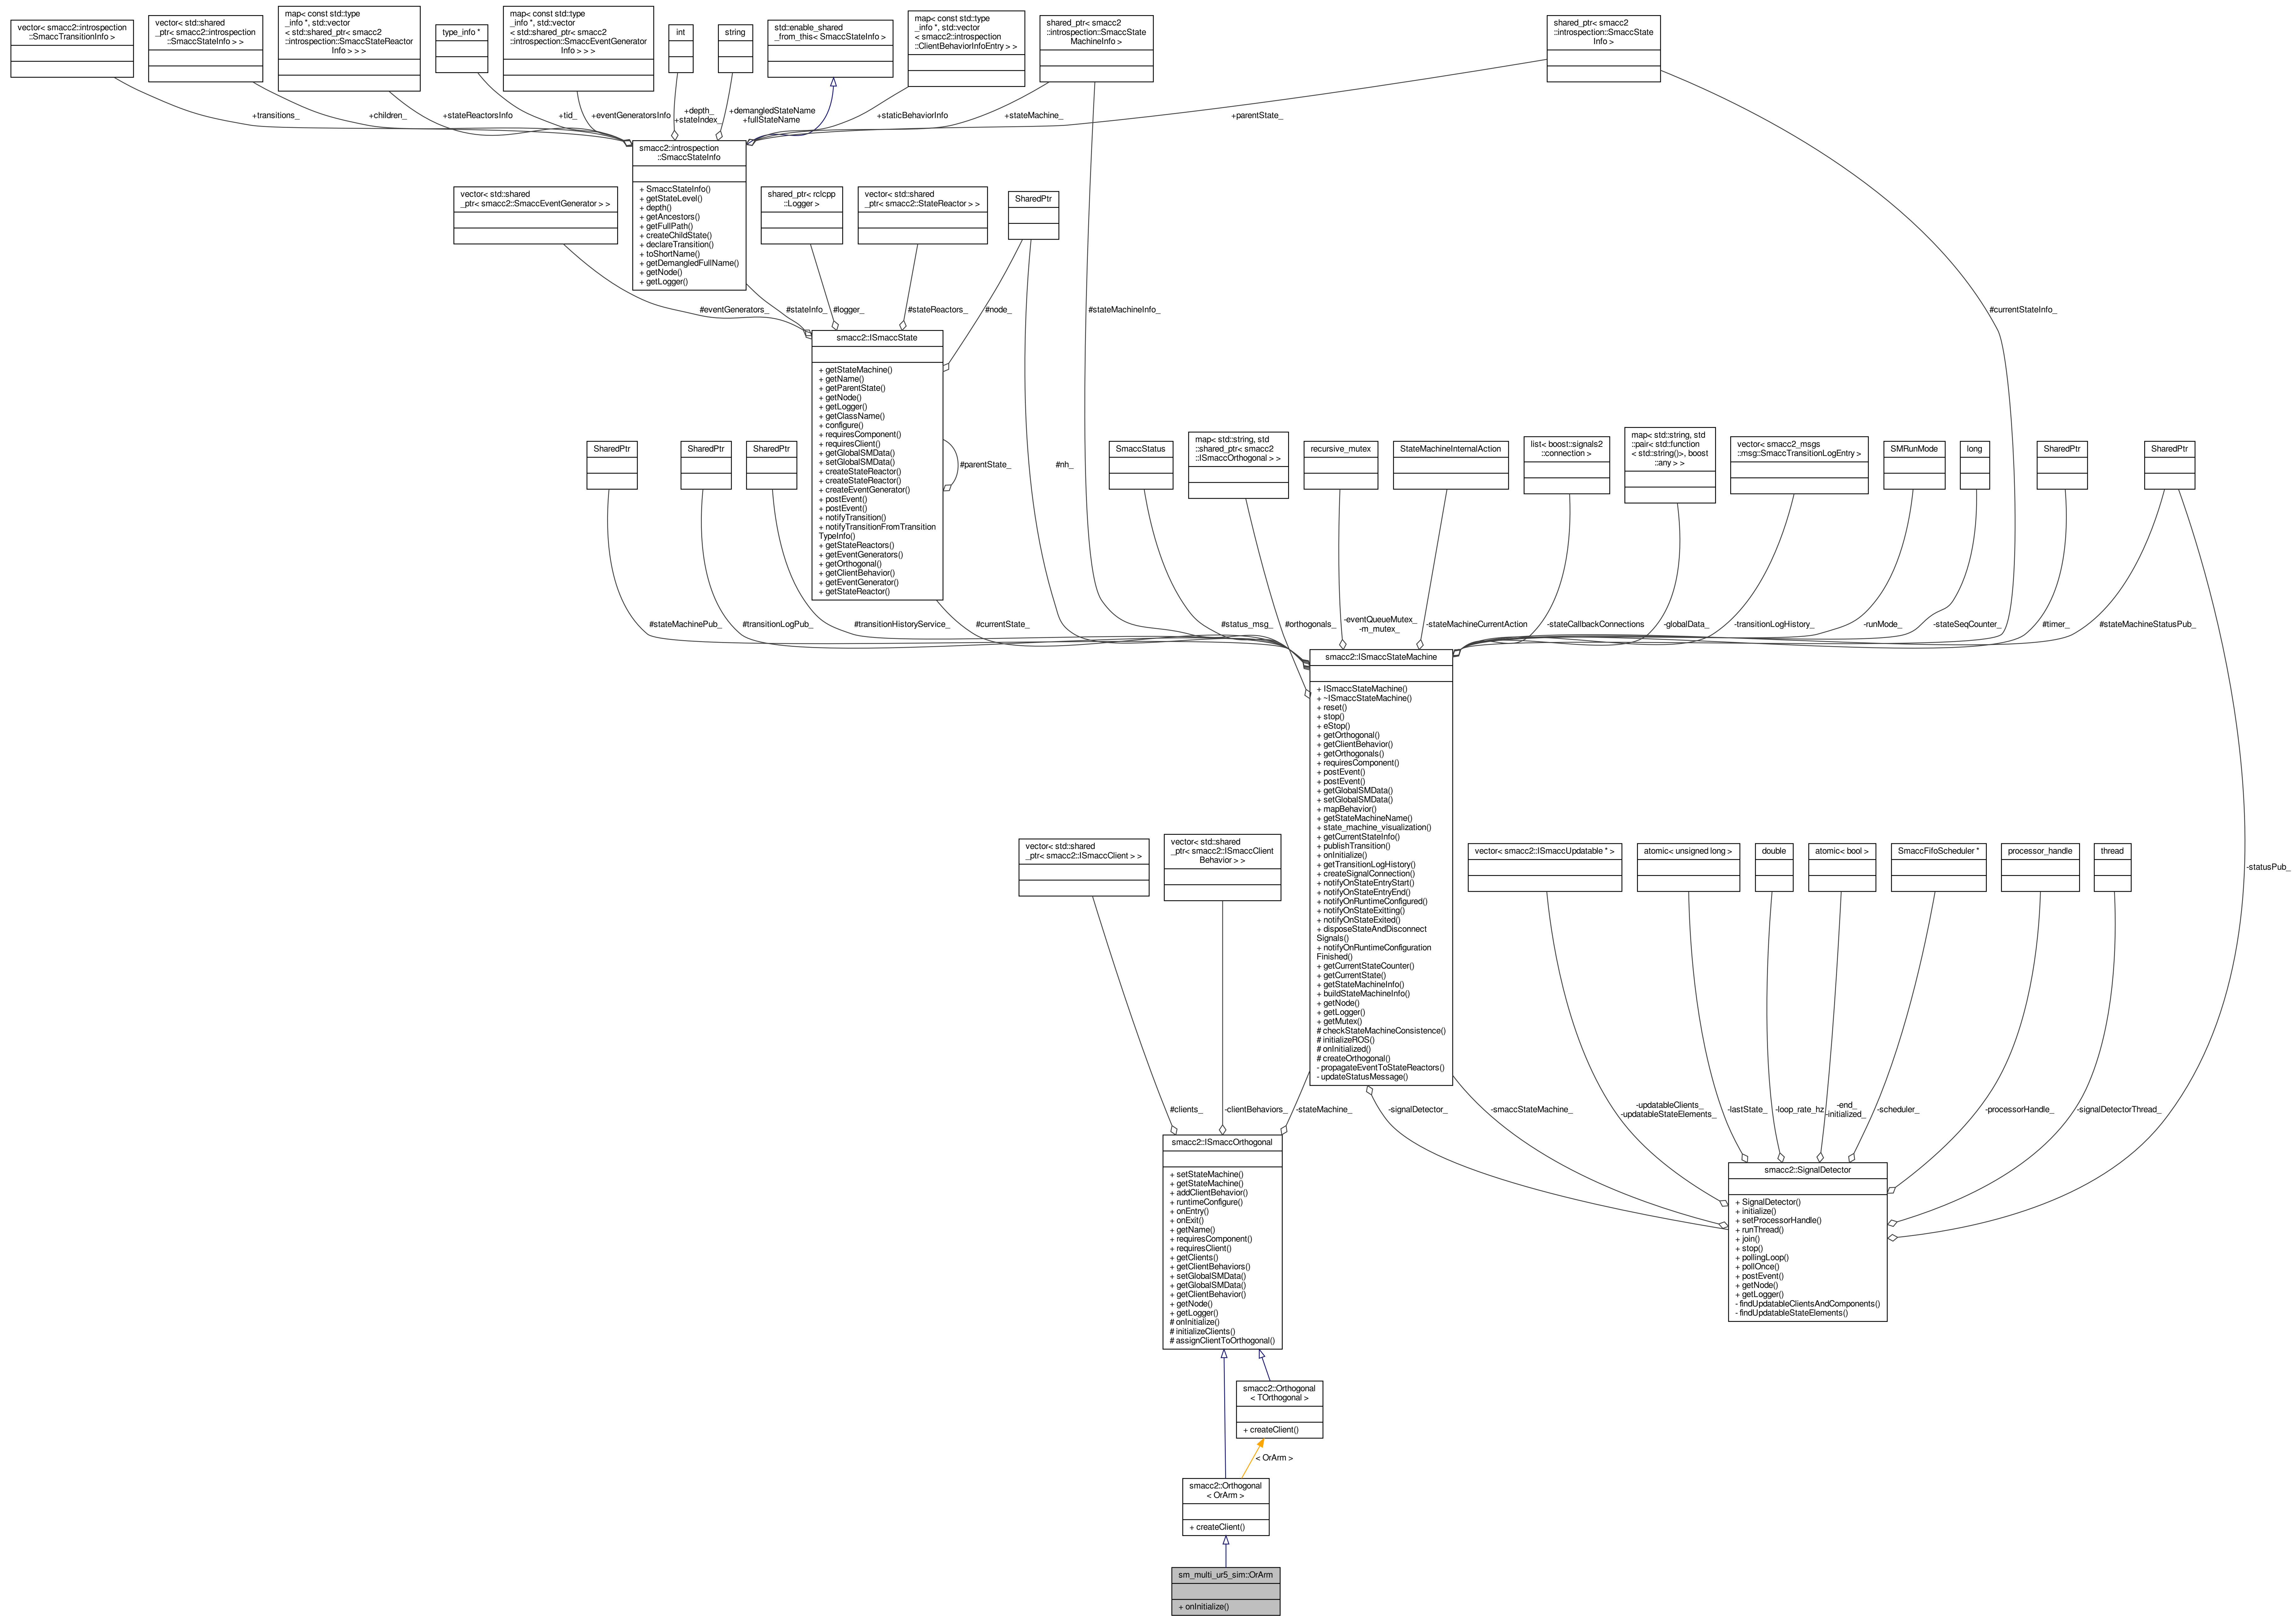 vector< smacc2::introspection
::SmaccTransitionInfo >
vector< std::shared
_ptr< smacc2::introspection
::SmaccStateInfo > >
map< const std::type
_info *, std::vector
< std::shared_ptr< smacc2
::introspection::SmaccStateReactor
Info > > >
type_info *
map< const std::type
_info *, std::vector
< std::shared_ptr< smacc2
::introspection::SmaccEventGenerator
Info > > >
int
string
std::enable_shared
_from_this< SmaccStateInfo >
map< const std::type
_info *, std::vector
< smacc2::introspection
::ClientBehaviorInfoEntry > >
shared_ptr< smacc2
::introspection::SmaccState
MachineInfo >
shared_ptr< smacc2
::introspection::SmaccState
Info >
+transitions_
+children_
+stateReactorsInfo
+tid_
+eventGeneratorsInfo
+depth_
+stateIndex_
+demangledStateName
+fullStateName
+staticBehaviorInfo
+stateMachine_
+parentState_
smacc2::introspection
::SmaccStateInfo
+ SmaccStateInfo()
+ getStateLevel()
+ depth()
+ getAncestors()
+ getFullPath()
+ createChildState()
+ declareTransition()
+ toShortName()
+ getDemangledFullName()
+ getNode()
+ getLogger()
vector< std::shared
_ptr< smacc2::SmaccEventGenerator > >
shared_ptr< rclcpp
::Logger >
vector< std::shared
_ptr< smacc2::StateReactor > >
SharedPtr
#eventGenerators_
#stateInfo_
#logger_
#stateReactors_
#node_
#stateMachineInfo_
#currentStateInfo_
smacc2::ISmaccState
+ getStateMachine()
+ getName()
+ getParentState()
+ getNode()
+ getLogger()
+ getClassName()
+ configure()
+ requiresComponent()
+ requiresClient()
+ getGlobalSMData()
+ setGlobalSMData()
+ createStateReactor()
+ createStateReactor()
+ createEventGenerator()
+ postEvent()
+ postEvent()
+ notifyTransition()
+ notifyTransitionFromTransition
TypeInfo()
+ getStateReactors()
+ getEventGenerators()
+ getOrthogonal()
+ getClientBehavior()
+ getEventGenerator()
+ getStateReactor()
#parentState_
#nh_
SharedPtr
SharedPtr
SharedPtr
SmaccStatus
map< std::string, std
::shared_ptr< smacc2
::ISmaccOrthogonal > >
recursive_mutex
StateMachineInternalAction
list< boost::signals2
::connection >
map< std::string, std
::pair< std::function
< std::string()>, boost
::any > >
vector< smacc2_msgs
::msg::SmaccTransitionLogEntry >
SMRunMode
long
SharedPtr
SharedPtr
#stateMachinePub_
#transitionLogPub_
#transitionHistoryService_
#currentState_
#status_msg_
#orthogonals_
-eventQueueMutex_
-m_mutex_
-stateMachineCurrentAction
-stateCallbackConnections
-globalData_
-transitionLogHistory_
-runMode_
-stateSeqCounter_
#timer_
#stateMachineStatusPub_
smacc2::ISmaccStateMachine
+ ISmaccStateMachine()
+ ~ISmaccStateMachine()
+ reset()
+ stop()
+ eStop()
+ getOrthogonal()
+ getClientBehavior()
+ getOrthogonals()
+ requiresComponent()
+ postEvent()
+ postEvent()
+ getGlobalSMData()
+ setGlobalSMData()
+ mapBehavior()
+ getStateMachineName()
+ state_machine_visualization()
+ getCurrentStateInfo()
+ publishTransition()
+ onInitialize()
+ getTransitionLogHistory()
+ createSignalConnection()
+ notifyOnStateEntryStart()
+ notifyOnStateEntryEnd()
+ notifyOnRuntimeConfigured()
+ notifyOnStateExitting()
+ notifyOnStateExited()
+ disposeStateAndDisconnect
Signals()
+ notifyOnRuntimeConfiguration
Finished()
+ getCurrentStateCounter()
+ getCurrentState()
+ getStateMachineInfo()
+ buildStateMachineInfo()
+ getNode()
+ getLogger()
+ getMutex()
# checkStateMachineConsistence()
# initializeROS()
# onInitialized()
# createOrthogonal()
- propagateEventToStateReactors()
- updateStatusMessage()
vector< std::shared
_ptr< smacc2::ISmaccClient > >
vector< std::shared
_ptr< smacc2::ISmaccClient
Behavior > >
vector< smacc2::ISmaccUpdatable * >
atomic< unsigned long >
double
atomic< bool >
SmaccFifoScheduler *
processor_handle
thread
-statusPub_
#clients_
-clientBehaviors_
-stateMachine_
-signalDetector_
-smaccStateMachine_
-updatableClients_
-updatableStateElements_
-lastState_
-loop_rate_hz
-end_
-initialized_
-scheduler_
-processorHandle_
-signalDetectorThread_
smacc2::ISmaccOrthogonal
+ setStateMachine()
+ getStateMachine()
+ addClientBehavior()
+ runtimeConfigure()
+ onEntry()
+ onExit()
+ getName()
+ requiresComponent()
+ requiresClient()
+ getClients()
+ getClientBehaviors()
+ setGlobalSMData()
+ getGlobalSMData()
+ getClientBehavior()
+ getNode()
+ getLogger()
# onInitialize()
# initializeClients()
# assignClientToOrthogonal()
smacc2::SignalDetector
+ SignalDetector()
+ initialize()
+ setProcessorHandle()
+ runThread()
+ join()
+ stop()
+ pollingLoop()
+ pollOnce()
+ postEvent()
+ getNode()
+ getLogger()
- findUpdatableClientsAndComponents()
- findUpdatableStateElements()
smacc2::Orthogonal
< TOrthogonal >
+ createClient()
< OrArm >
smacc2::Orthogonal
< OrArm >
+ createClient()
sm_multi_ur5_sim::OrArm
+ onInitialize()